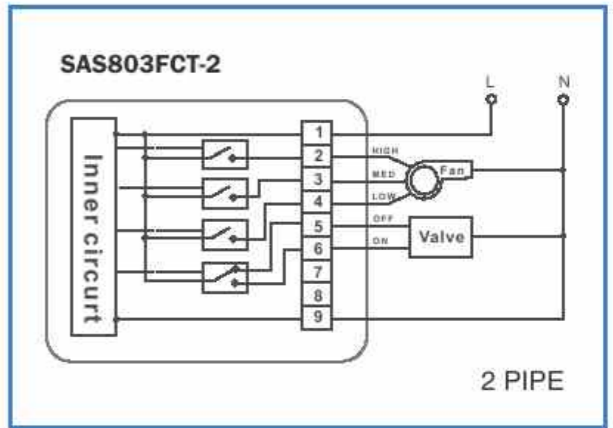 SAS803FCT-2
L N
Inner circurt
1
2 HIGH
3 MED Fan
4 LOW
5 OFF
6 ON Valve
7
8
9
2 PIPE